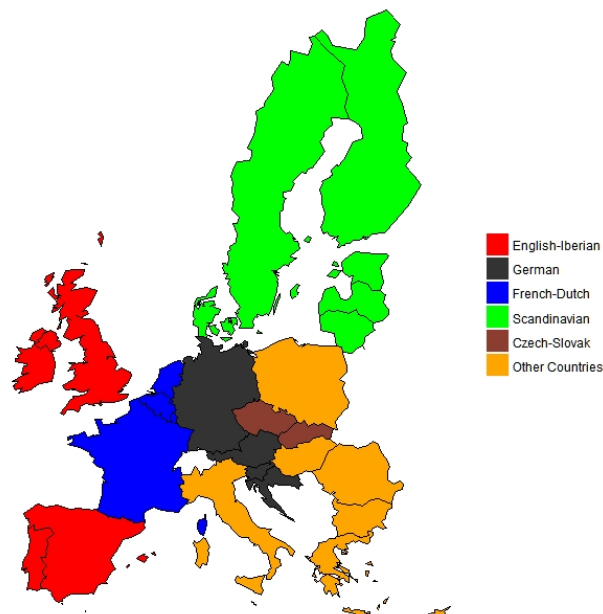 English-Iberian
German
French-Dutch
Scandinavian
Czech-Slovak
Other Countries